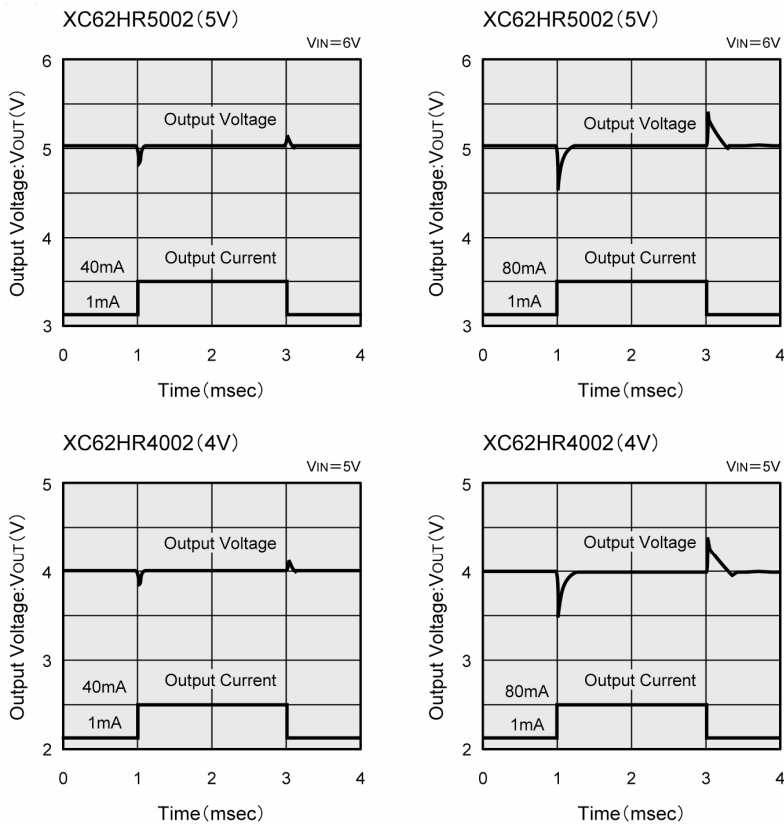 XC62HR5002(5V)
VIN=6V
Output Voltage:VOUT(V)
6
5
4
3
Output Voltage
Output Current
40mA
1mA
0 1 2 3 4
Time(msec)
XC62HR5002(5V)
VIN=6V
Output Voltage:VOUT(V)
6
5
4
3
Output Voltage
Output Current
80mA
1mA
0 1 2 3 4
Time(msec)
XC62HR4002(4V)
VIN=5V
Output Voltage:VOUT(V)
5
4
3
2
Output Voltage
Output Current
40mA
1mA
0 1 2 3 4
Time(msec)
XC62HR4002(4V)
VIN=5V
Output Voltage:VOUT(V)
5
4
3
2
Output Voltage
Output Current
80mA
1mA
0 1 2 3 4
Time(msec)